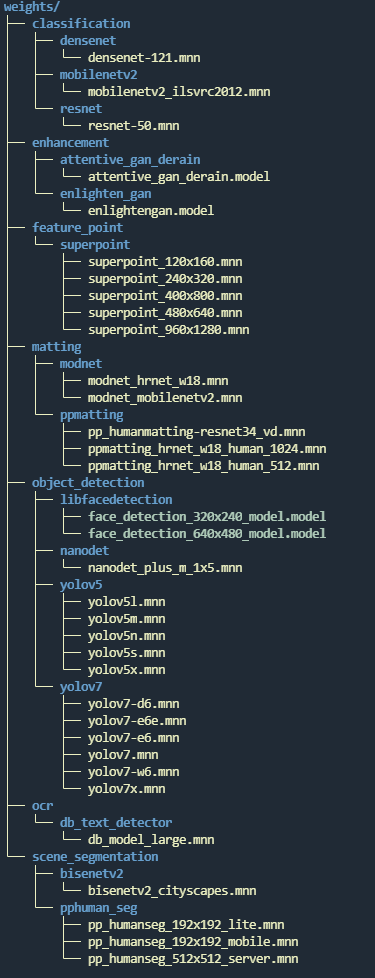 weights/
├── classification
│   ├── densenet
│   │   └── densenet-121.mnn
│   ├── mobilenetv2
│   │   └── mobilenetv2_ilsvrc2012.mnn
│   └── resnet
│       └── resnet-50.mnn
├── enhancement
│   ├── attentive_gan_derain
│   │   └── attentive_gan_derain.model
│   └── enlighten_gan
│       └── enlightengan.model
├── feature_point
│   └── superpoint
│       ├── superpoint_120x160.mnn
│       ├── superpoint_240x320.mnn
│       ├── superpoint_400x800.mnn
│       ├── superpoint_480x640.mnn
│       └── superpoint_960x1280.mnn
├── matting
│   ├── modnet
│   │   ├── modnet_hrnet_w18.mnn
│   │   └── modnet_mobilenetv2.mnn
│   └── ppmatting
│       ├── pp_humanmatting-resnet34_vd.mnn
│       ├── ppmatting_hrnet_w18_human_1024.mnn
│       └── ppmatting_hrnet_w18_human_512.mnn
├── object_detection
│   ├── libfacedetection
│   │   ├── face_detection_320x240_model.model
│   │   └── face_detection_640x480_model.model
│   ├── nanodet
│   │   └── nanodet_plus_m_1x5.mnn
│   ├── yolov5
│   │   ├── yolov5l.mnn
│   │   ├── yolov5m.mnn
│   │   ├── yolov5n.mnn
│   │   ├── yolov5s.mnn
│   │   └── yolov5x.mnn
│   └── yolov7
│       ├── yolov7-d6.mnn
│       ├── yolov7-e6e.mnn
│       ├── yolov7-e6.mnn
│       ├── yolov7.mnn
│       ├── yolov7-w6.mnn
│       └── yolov7x.mnn
├── ocr
│   └── db_text_detector
│       └── db_model_large.mnn
└── scene_segmentation
    ├── bisenetv2
    │   └── bisenetv2_cityscapes.mnn
    └── pphuman_seg
        ├── pp_humanseg_192x192_lite.mnn
        ├── pp_humanseg_192x192_mobile.mnn
        └── pp_humanseg_512x512_server.mnn